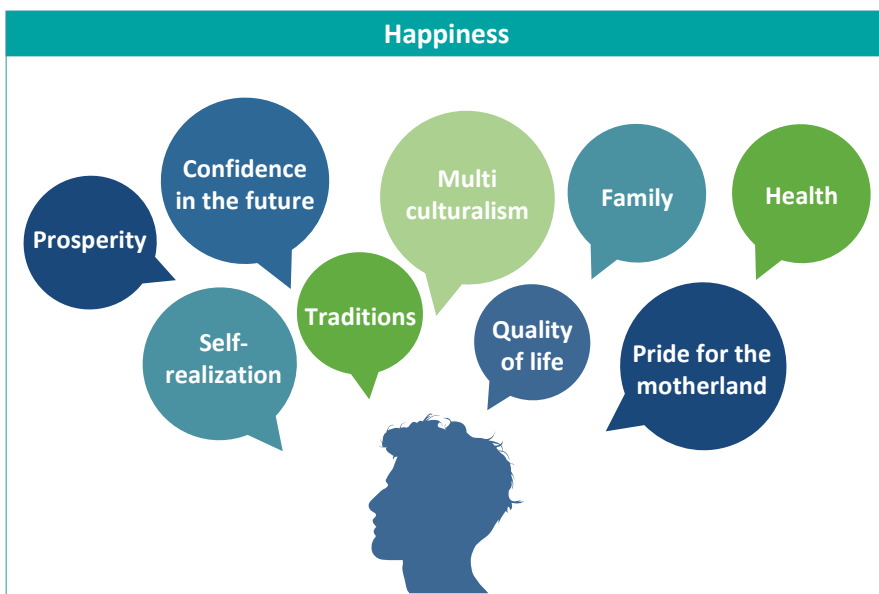 Happiness
Prosperity
Confidence
in the future
Multi
culturalism
Family
Health
Self-
realization
Traditions
Quality
of life
Pride for the
motherland